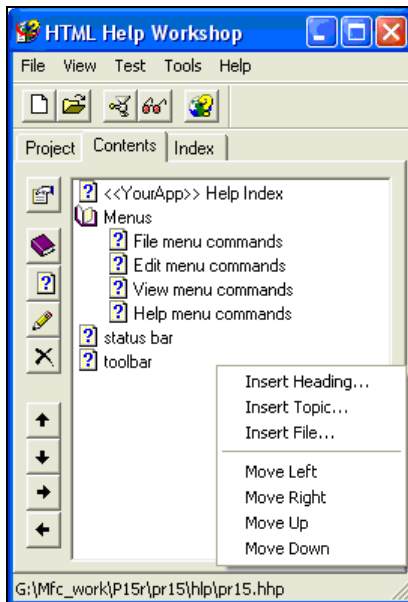 HTML Help Workshop
File View Test Tools Help
Project Contents Index
<<YourApp>> Help Index
Menus
File menu commands
Edit menu commands
View menu commands
Help menu commands
status bar
toolbar
Insert Heading...
Insert Topic...
Insert File...
Move Left
Move Right
Move Up
Move Down
G:\Mfc_work\P15r\pr15\hlp\pr15.hhp